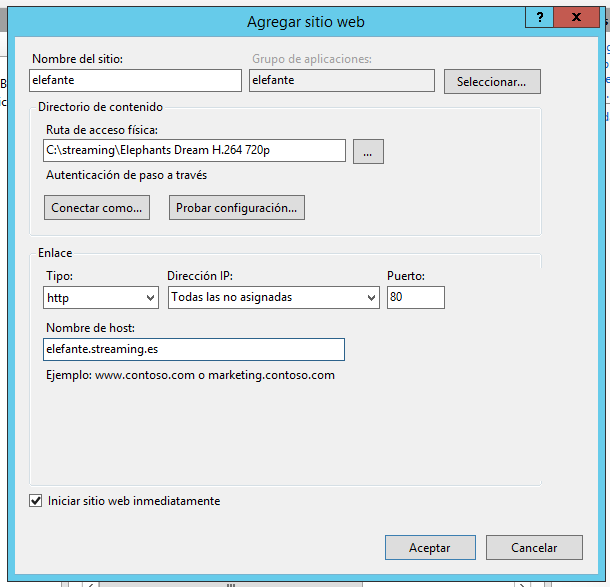 Agregar sitio web
? x
Nombre del sitio: Grupo de aplicaciones:
elefante elefante Seleccionar...
Directorio de contenido
Ruta de acceso física:
C:\streaming\Elephants Dream H.264 720p ...
Autenticación de paso a través
Conectar como... Probar configuración...
Enlace
Tipo: Dirección IP: Puerto:
http Todas las no asignadas 80
Nombre de host:
elefante.streaming.es
Ejemplo: www.contoso.com o marketing.contoso.com
Iniciar sitio web inmediatamente
Aceptar Cancelar